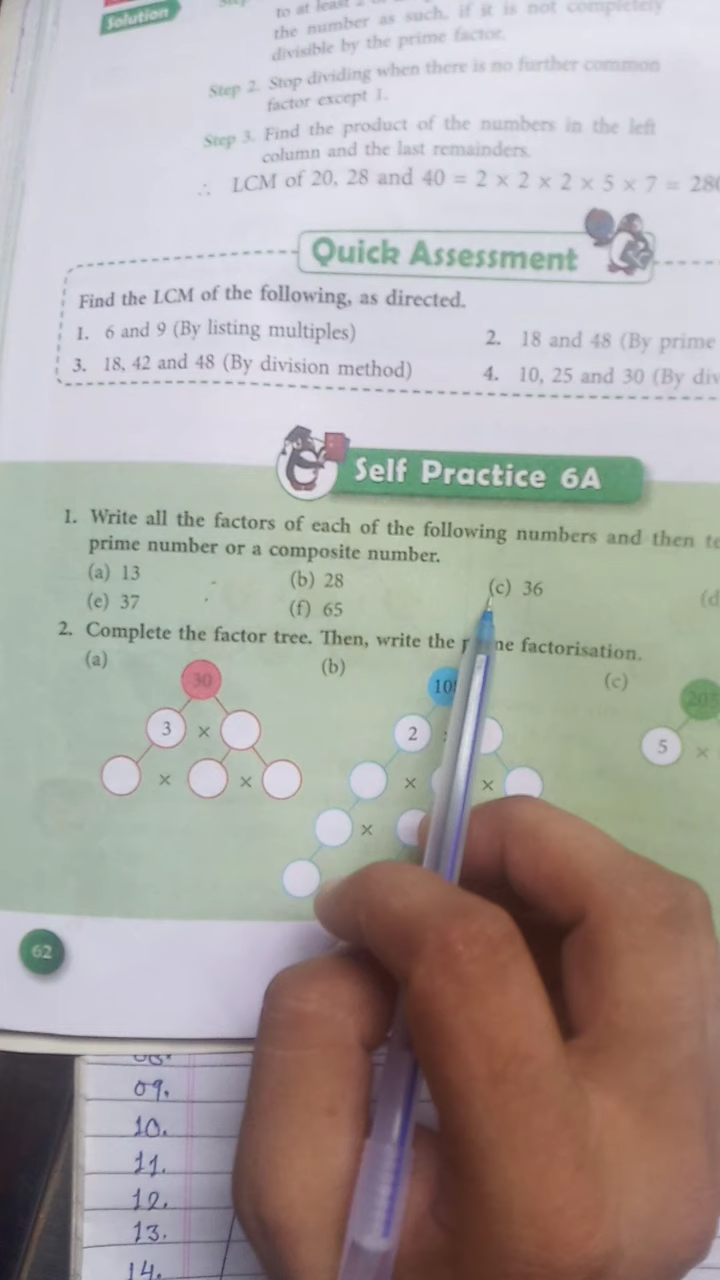 Solution
to at least 2
the number as such, if it is not completely
divisible by the prime factor.
Step 2. Stop dividing when there is no further common
factor except 1.
Step 3. Find the product of the numbers in the left
column and the last remainders.
∴ LCM of 20, 28 and 40 = 2 × 2 × 2 × 5 × 7 = 280
Quick Assessment
Find the LCM of the following, as directed.
1. 6 and 9 (By listing multiples) 2. 18 and 48 (By prime
3. 18, 42 and 48 (By division method) 4. 10, 25 and 30 (By div
Self Practice 6A
1. Write all the factors of each of the following numbers and then te
prime number or a composite number.
(a) 13 (b) 28 (c) 36 (d
(e) 37 (f) 65
2. Complete the factor tree. Then, write the factorisation.
(a) (b) (c)
30 10 205
3 × 2 5 ×
× × × ×
×
62
09.
10.
11.
12.
13.
14.